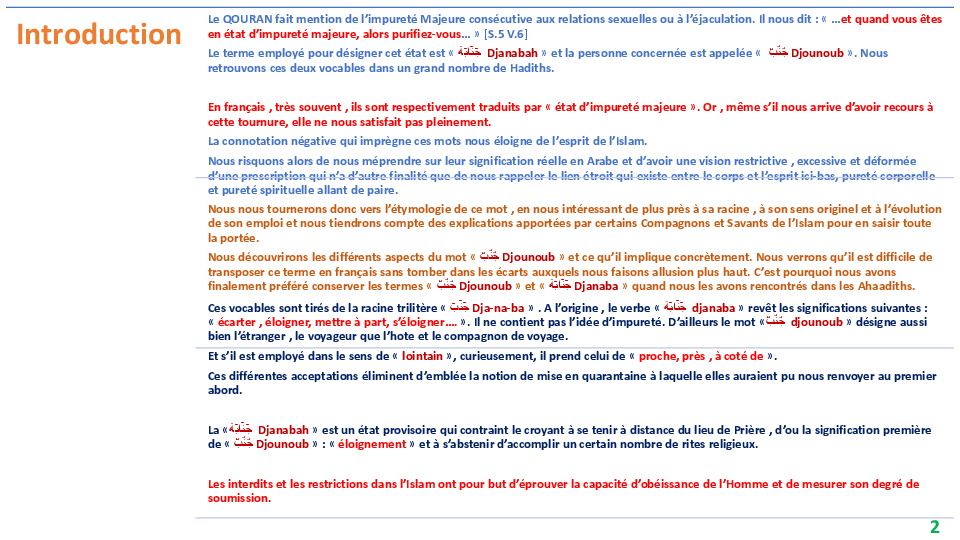 Introduction
Le QOURAN fait mention de l’impureté Majeure consécutive aux relations sexuelles ou à l’éjaculation. Il nous dit : « …et quand vous êtes
en état d’impureté majeure, alors purifiez-vous… » [S.5 V.6]
Le terme employé pour désigner cet état est « جَنَابَة Djanabah » et la personne concernée est appelée « جُنُبٌ Djounoub ». Nous
retrouvons ces deux vocables dans un grand nombre de Hadiths.
En français , très souvent , ils sont respectivement traduits par « état d’impureté majeure ». Or , même s’il nous arrive d’avoir recours à
cette tournure, elle ne nous satisfait pas pleinement.
La connotation négative qui imprègne ces mots nous éloigne de l’esprit de l’Islam.
Nous risquons alors de nous méprendre sur leur signification réelle en Arabe et d’avoir une vision restrictive , excessive et déformée
d’une prescription qui n’a d’autre finalité que de nous rappeler le lien étroit qui existe entre le corps et l’esprit ici-bas, pureté corporelle
et pureté spirituelle allant de paire.
Nous nous tournerons donc vers l’étymologie de ce mot , en nous intéressant de plus près à sa racine , à son sens originel et à l’évolution
de son emploi et nous tiendrons compte des explications apportées par certains Compagnons et Savants de l’Islam pour en saisir toute
la portée.
Nous découvrirons les différents aspects du mot « جُنُبٌ Djounoub » et ce qu’il implique concrètement. Nous verrons qu’il est difficile de
transposer ce terme en français sans tomber dans les écarts auxquels nous faisons allusion plus haut. C’est pourquoi nous avons
finalement préféré conserver les termes « جُنُبٌ Djounoub » et « جَنَابَة Djanaba » quand nous les avons rencontrés dans les Ahaadiths.
Ces vocables sont tirés de la racine trilitère « جَنَبَ Dja-na-ba » . A l’origine , le verbe « جَنَابَة djanaba » revêt les significations suivantes :
« écarter , éloigner, mettre à part, s’éloigner…. ». Il ne contient pas l’idée d’impureté. D’ailleurs le mot «جُنُبٌ djounoub » désigne aussi
bien l’étranger , le voyageur que l’hote et le compagnon de voyage.
Et s’il est employé dans le sens de « lointain », curieusement, il prend celui de « proche, près , à coté de ».
Ces différentes acceptations éliminent d’emblée la notion de mise en quarantaine à laquelle elles auraient pu nous renvoyer au premier
abord.
La «جَنَابَة Djanabah » est un état provisoire qui contraint le croyant à se tenir à distance du lieu de Prière , d’ou la signification première
de « جُنُبٌ Djounoub » : « éloignement » et à s’abstenir d’accomplir un certain nombre de rites religieux.
Les interdits et les restrictions dans l’Islam ont pour but d’éprouver la capacité d’obéissance de l’Homme et de mesurer son degré de
soumission.
2